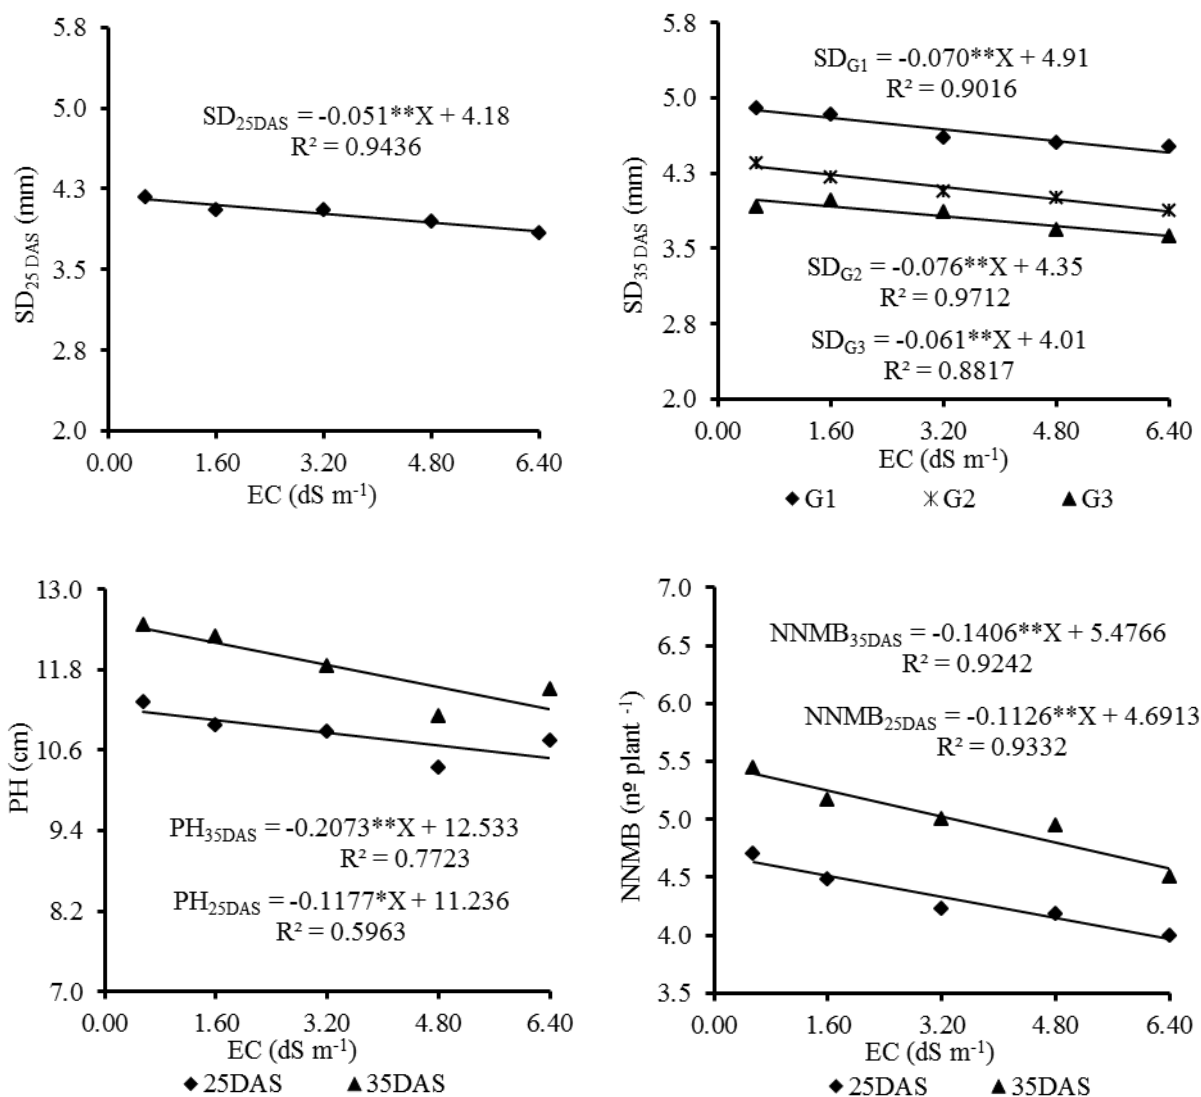 5.8
5.0
4.3
3.5
2.8
2.0
SD25 DAS (mm)
SD25DAS = -0.051**X + 4.18
R² = 0.9436
0.00 1.60 3.20 4.80 6.40
EC (dS m-1)
5.8
5.0
4.3
3.5
2.8
2.0
SD35 DAS (mm)
SDG1 = -0.070**X + 4.91
R² = 0.9016
SDG2 = -0.076**X + 4.35
R² = 0.9712
SDG3 = -0.061**X + 4.01
R² = 0.8817
0.00 1.60 3.20 4.80 6.40
EC (dS m-1)
G1 G2 G3
13.0
11.8
10.6
9.4
8.2
7.0
PH (cm)
PH35DAS = -0.2073**X + 12.533
R² = 0.7723
PH25DAS = -0.1177*X + 11.236
R² = 0.5963
0.00 1.60 3.20 4.80 6.40
EC (dS m-1)
25DAS 35DAS
7.0
6.5
6.0
5.5
5.0
4.5
4.0
3.5
NNMB (nº plant -1)
NNMB35DAS = -0.1406**X + 5.4766
R² = 0.9242
NNMB25DAS = -0.1126**X + 4.6913
R² = 0.9332
0.00 1.60 3.20 4.80 6.40
EC (dS m-1)
25DAS 35DAS